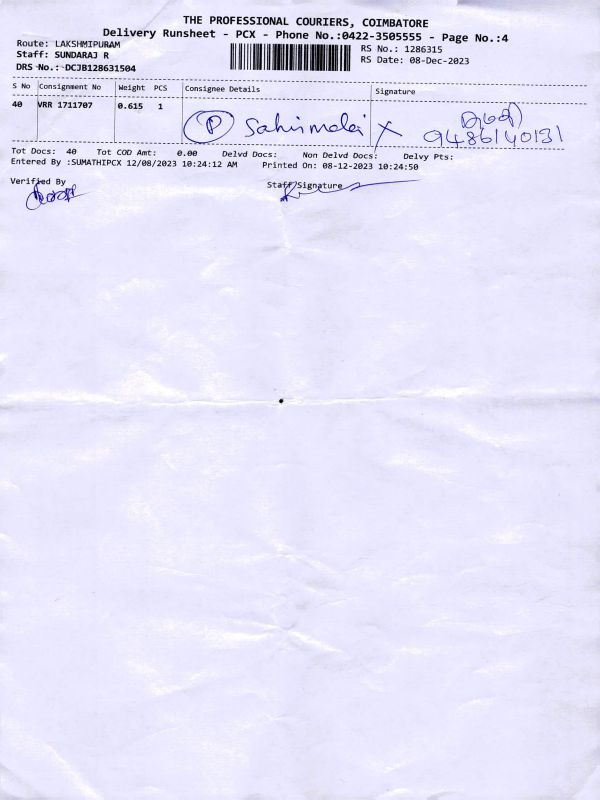 THE PROFESSIONAL COURIERS, COIMBATORE
Delivery Runsheet - PCX - Phone No.:0422-3505555 - Page No.:4
Route: LAKSHMIPURAM
RS No.: 1286315
Staff: SUNDARAJ R
RS Date: 08-Dec-2023
DRS No.: DCJB128631504
S No Consignment No Weight PCS Consignee Details Signature
40 VRR 1711707 0.615 1 P X 9486140131
Tot Docs: 40 Tot COD Amt: 0.00 Delvd Docs: Non Delvd Docs: Delvy Pts:
Entered By :SUMATHIPCX 12/08/2023 10:24:12 AM Printed On: 08-12-2023 10:24:50
Verified By Staff Signature